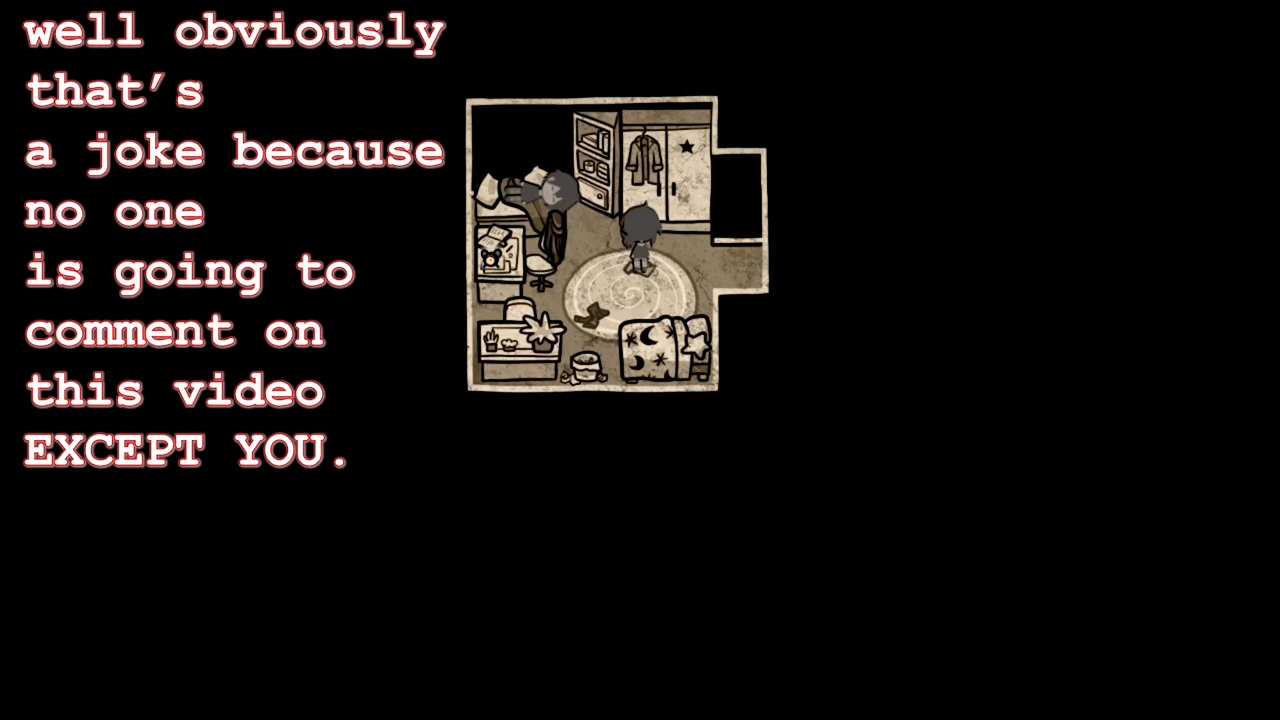 well obviously
that's
a joke because
no one
is going to
comment on
this video
EXCEPT YOU.